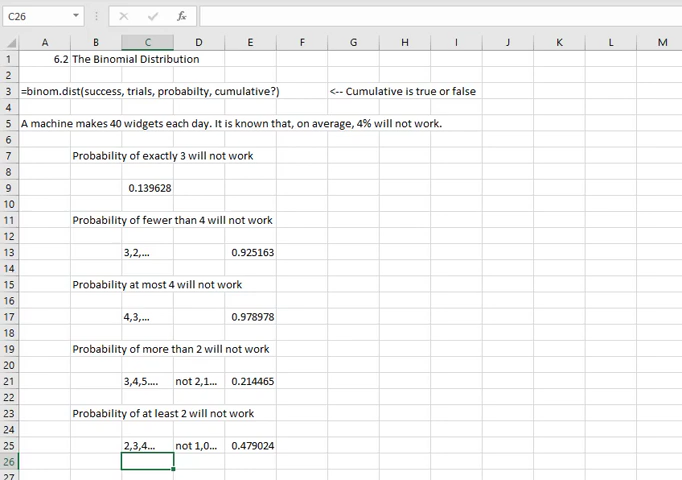 C26
fx
A B C D E F G H I J K L M
1 6.2 The Binomial Distribution
2
3 =binom.dist(success, trials, probabilty, cumulative?) <-- Cumulative is true or false
4
5 A machine makes 40 widgets each day. It is known that, on average, 4% will not work.
6
7 Probability of exactly 3 will not work
8
9 0.139628
10
11 Probability of fewer than 4 will not work
12
13 3,2,... 0.925163
14
15 Probability at most 4 will not work
16
17 4,3,... 0.978978
18
19 Probability of more than 2 will not work
20
21 3,4,5.... not 2,1... 0.214465
22
23 Probability of at least 2 will not work
24
25 2,3,4... not 1,0... 0.479024
26
27